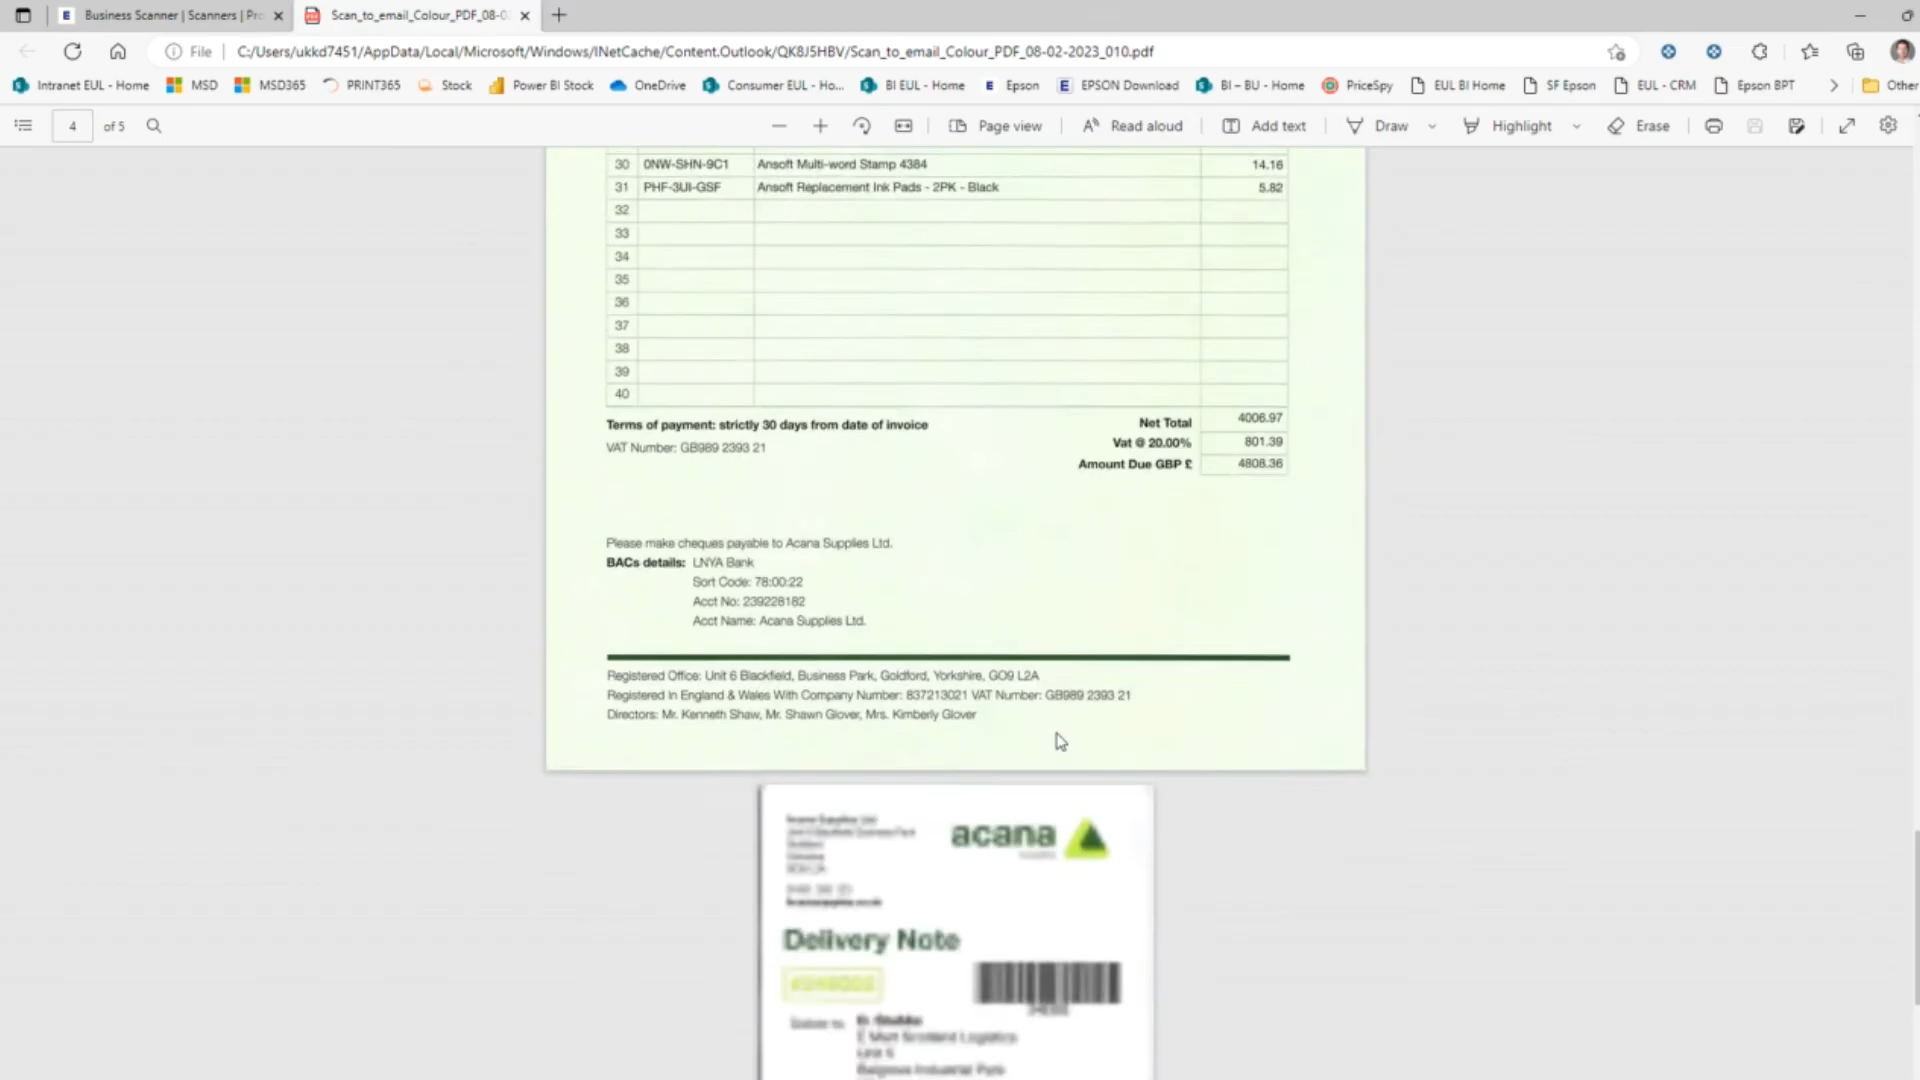 Business Scanner | Scanners | Pro
Scan_to_email_Colour_PDF_08-0
File
C:/Users/ukkd7451/AppData/Local/Microsoft/Windows/INetCache/Content.Outlook/QK8J5HBV/Scan_to_email_Colour_PDF_08-02-2023_010.pdf
Intranet EUL - Home MSD MSD365 PRINT365 Stock Power BI Stock OneDrive Consumer EUL - Ho... BI EUL - Home Epson EPSON Download BI – BU - Home PriceSpy EUL BI Home SF Epson EUL - CRM Epson BPT Other
4 of 5 Page view Read aloud Add text Draw Highlight Erase
30 0NW-SHN-9C1 Ansoft Multi-word Stamp 4384 14.16
31 PHF-3UI-GSF Ansoft Replacement Ink Pads - 2PK - Black 5.82
32
33
34
35
36
37
38
39
40
Terms of payment: strictly 30 days from date of invoice
VAT Number: GB989 2393 21
Net Total 4006.97
Vat @ 20.00% 801.39
Amount Due GBP £ 4808.36
Please make cheques payable to Acana Supplies Ltd.
BACs details: LNYA Bank
Sort Code: 78:00:22
Acct No: 239228182
Acct Name: Acana Supplies Ltd.
Registered Office: Unit 6 Blackfield, Business Park, Goldford, Yorkshire, GO9 L2A
Registered In England & Wales With Company Number: 837213021 VAT Number: GB989 2393 21
Directors: Mr. Kenneth Shaw, Mr. Shawn Glover, Mrs. Kimberly Glover
acana
Delivery Note